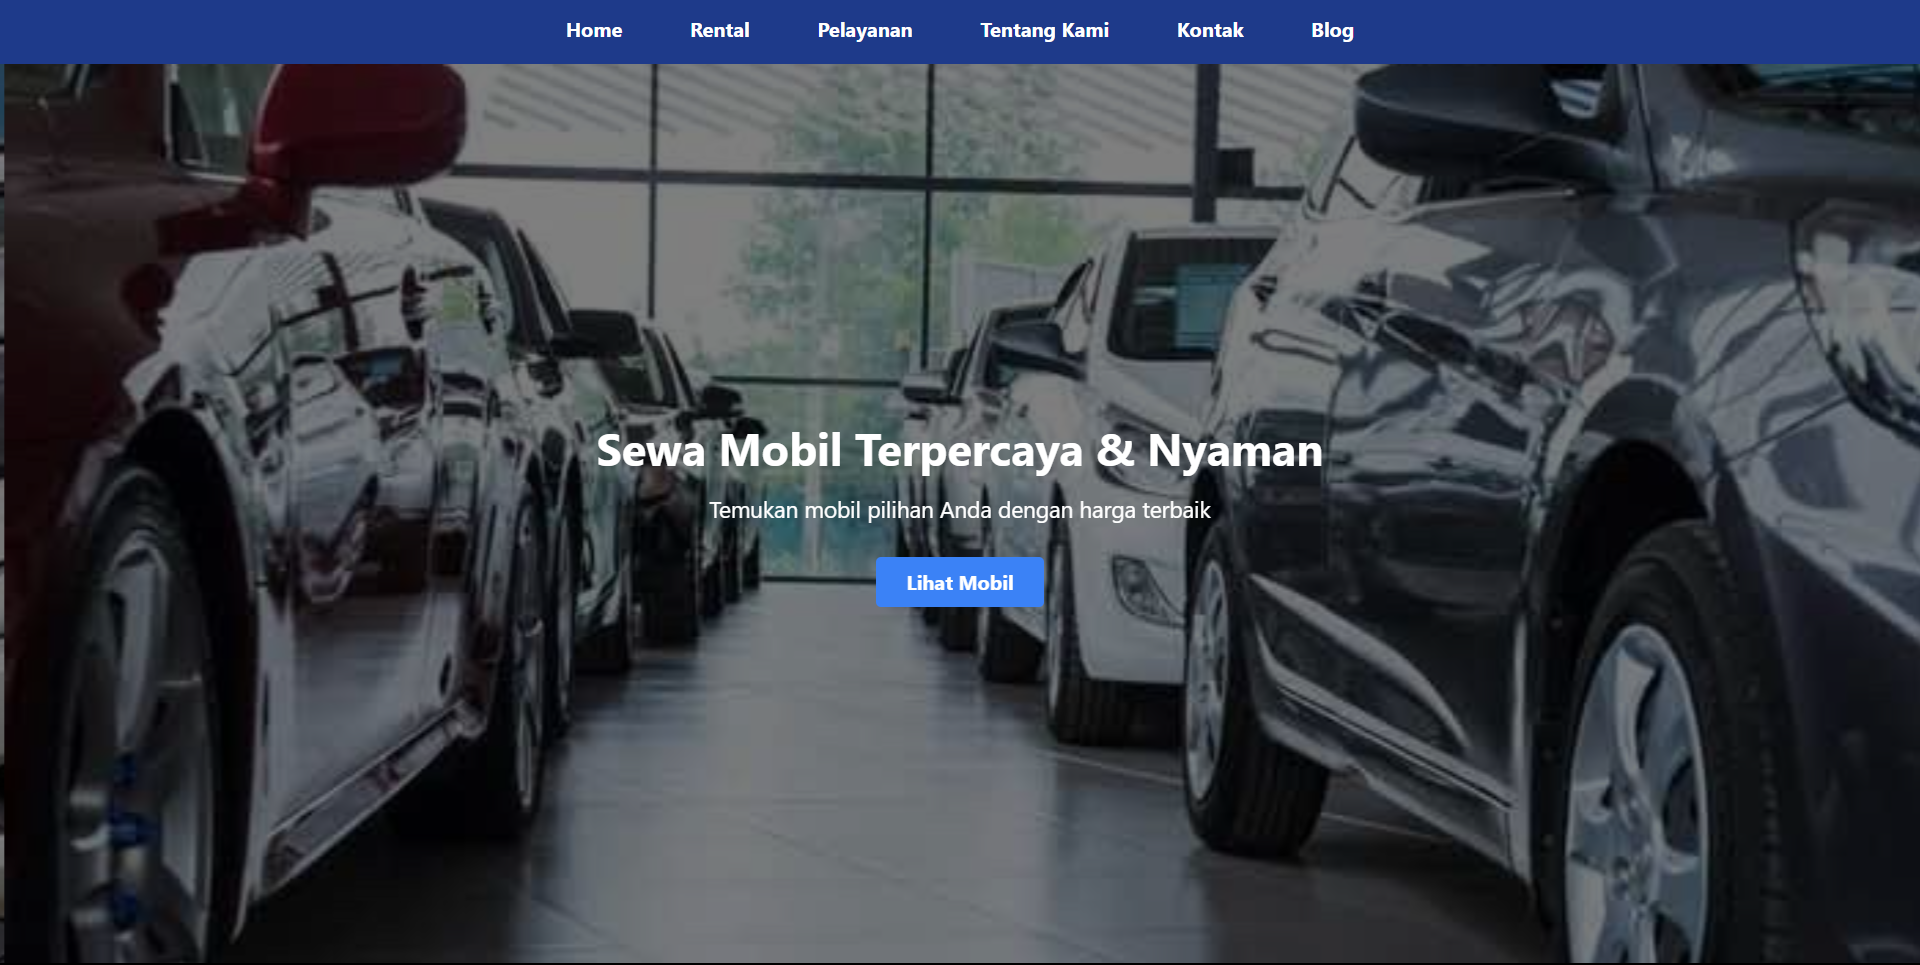 Home Rental Pelayanan Tentang Kami Kontak Blog
Sewa Mobil Terpercaya & Nyaman
Temukan mobil pilihan Anda dengan harga terbaik
Lihat Mobil